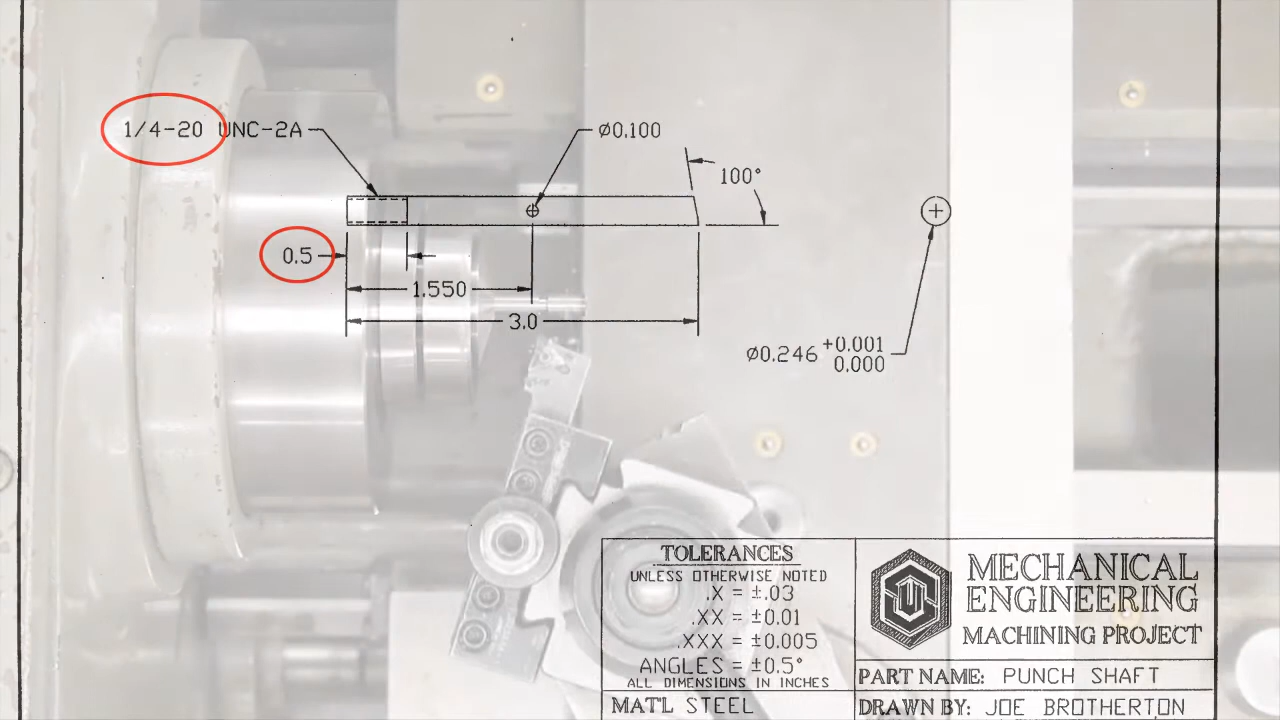 1/4-20 UNC-2A
Ø0.100
100°
0.5
1.550
3.0
Ø0.246 +0.001
0.000
TOLERANCES
UNLESS OTHERWISE NOTED
.X = ±.03
.XX = ±0.01
.XXX = ±0.005
ANGLES = ±0.5°
ALL DIMENSIONS IN INCHES
MAT'L STEEL
MECHANICAL
ENGINEERING
MACHINING PROJECT
PART NAME: PUNCH SHAFT
DRAWN BY: JOE BROTHERTON